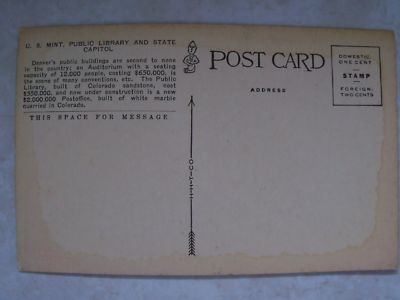 U. S. MINT, PUBLIC LIBRARY AND STATE
CAPITOL
Denver's public buildings are second to none
in the country; an Auditorium with a seating
capacity of 12,000 people, costing $650,000, is
the scene of many conventions, etc. The Public
Library, built of Colorado sandstone, cost
$350,000, and now under construction is a new
$2,000,000 Postoffice, built of white marble
quarried in Colorado.
THIS SPACE FOR MESSAGE
POST CARD
ADDRESS
DOMESTIC-
ONE CENT
STAMP
FOREIGN-
TWO CENTS